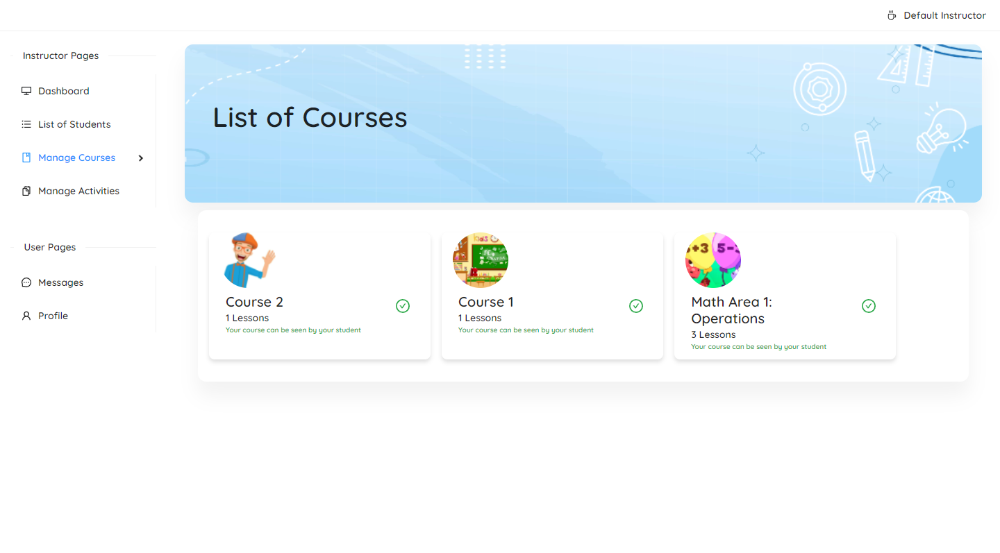 Default Instructor
Instructor Pages
Dashboard
List of Students
Manage Courses
Manage Activities
User Pages
Messages
Profile
List of Courses
Course 2
1 Lessons
Your course can be seen by your student
Course 1
1 Lessons
Your course can be seen by your student
+3
5-
Math Area 1:
Operations
3 Lessons
Your course can be seen by your student